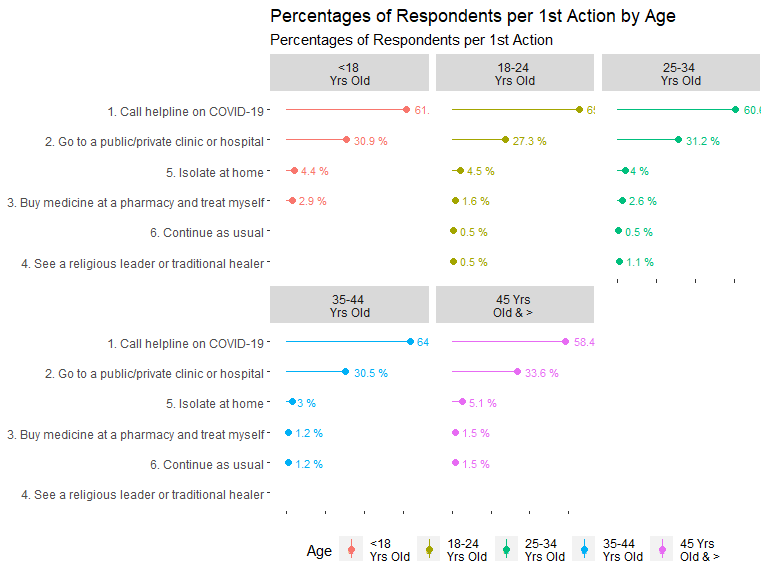 Percentages of Respondents per 1st Action by Age
Percentages of Respondents per 1st Action
<18
Yrs Old
18-24
Yrs Old
25-34
Yrs Old
1. Call helpline on COVID-19
61.
60.
2. Go to a public/private clinic or hospital
30.9 %
27.3 %
31.2 %
5. Isolate at home
4.4 %
4.5 %
4 %
3. Buy medicine at a pharmacy and treat myself
2.9 %
1.6 %
2.6 %
6. Continue as usual
0.5 %
0.5 %
4. See a religious leader or traditional healer
0.5 %
1.1 %
35-44
Yrs Old
45 Yrs
Old & >
1. Call helpline on COVID-19
64
58.4
2. Go to a public/private clinic or hospital
30.5 %
33.6 %
5. Isolate at home
3 %
5.1 %
3. Buy medicine at a pharmacy and treat myself
1.2 %
1.5 %
6. Continue as usual
1.2 %
1.5 %
4. See a religious leader or traditional healer
Age
<18
Yrs Old
18-24
Yrs Old
25-34
Yrs Old
35-44
Yrs Old
45 Yrs
Old & >